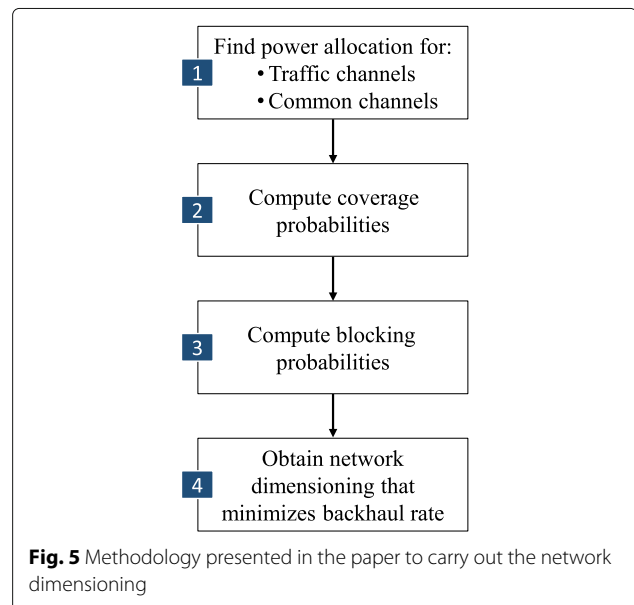 1
Find power allocation for:
• Traffic channels
• Common channels
2
Compute coverage
probabilities
3
Compute blocking
probabilities
4
Obtain network
dimensioning that
minimizes backhaul rate
Fig. 5 Methodology presented in the paper to carry out the network
dimensioning